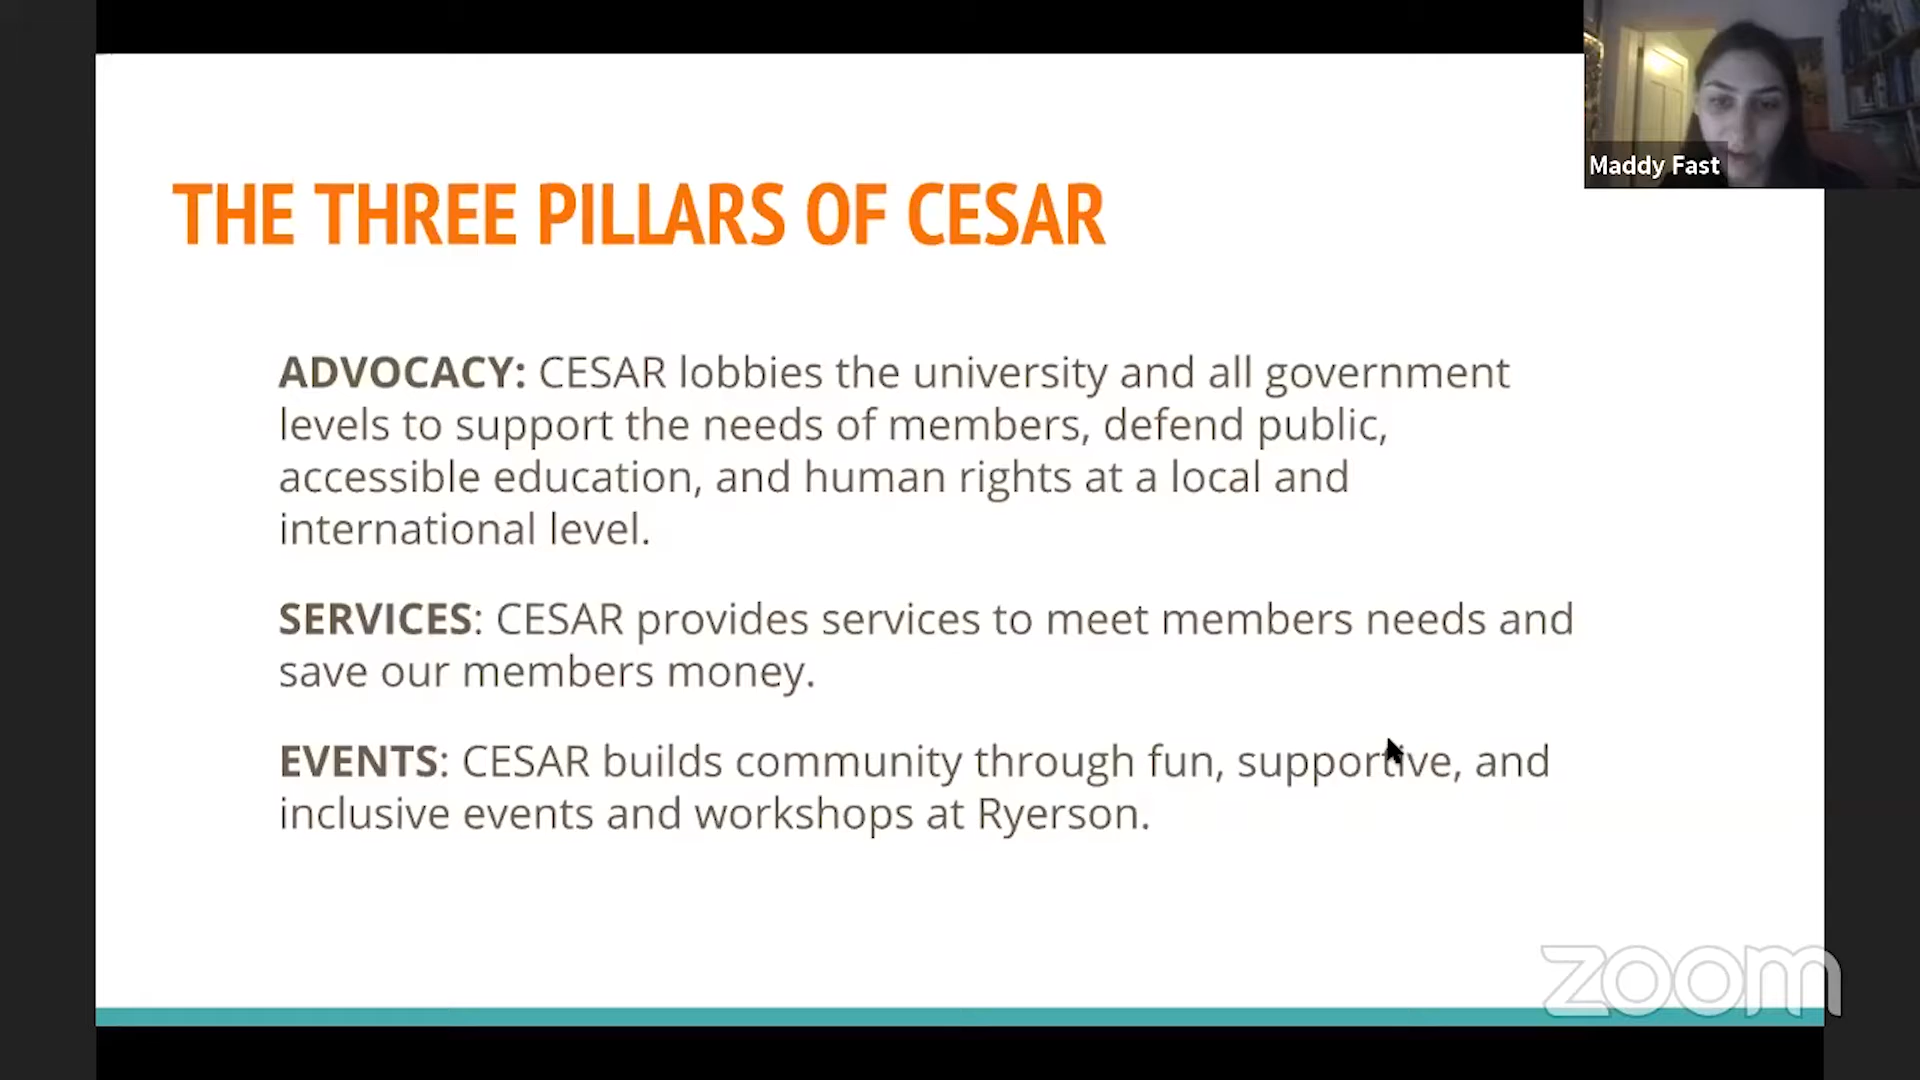 Maddy Fast
THE THREE PILLARS OF CESAR
ADVOCACY: CESAR lobbies the university and all government
levels to support the needs of members, defend public,
accessible education, and human rights at a local and
international level.
SERVICES: CESAR provides services to meet members needs and
save our members money.
EVENTS: CESAR builds community through fun, supportive, and
inclusive events and workshops at Ryerson.
zoom